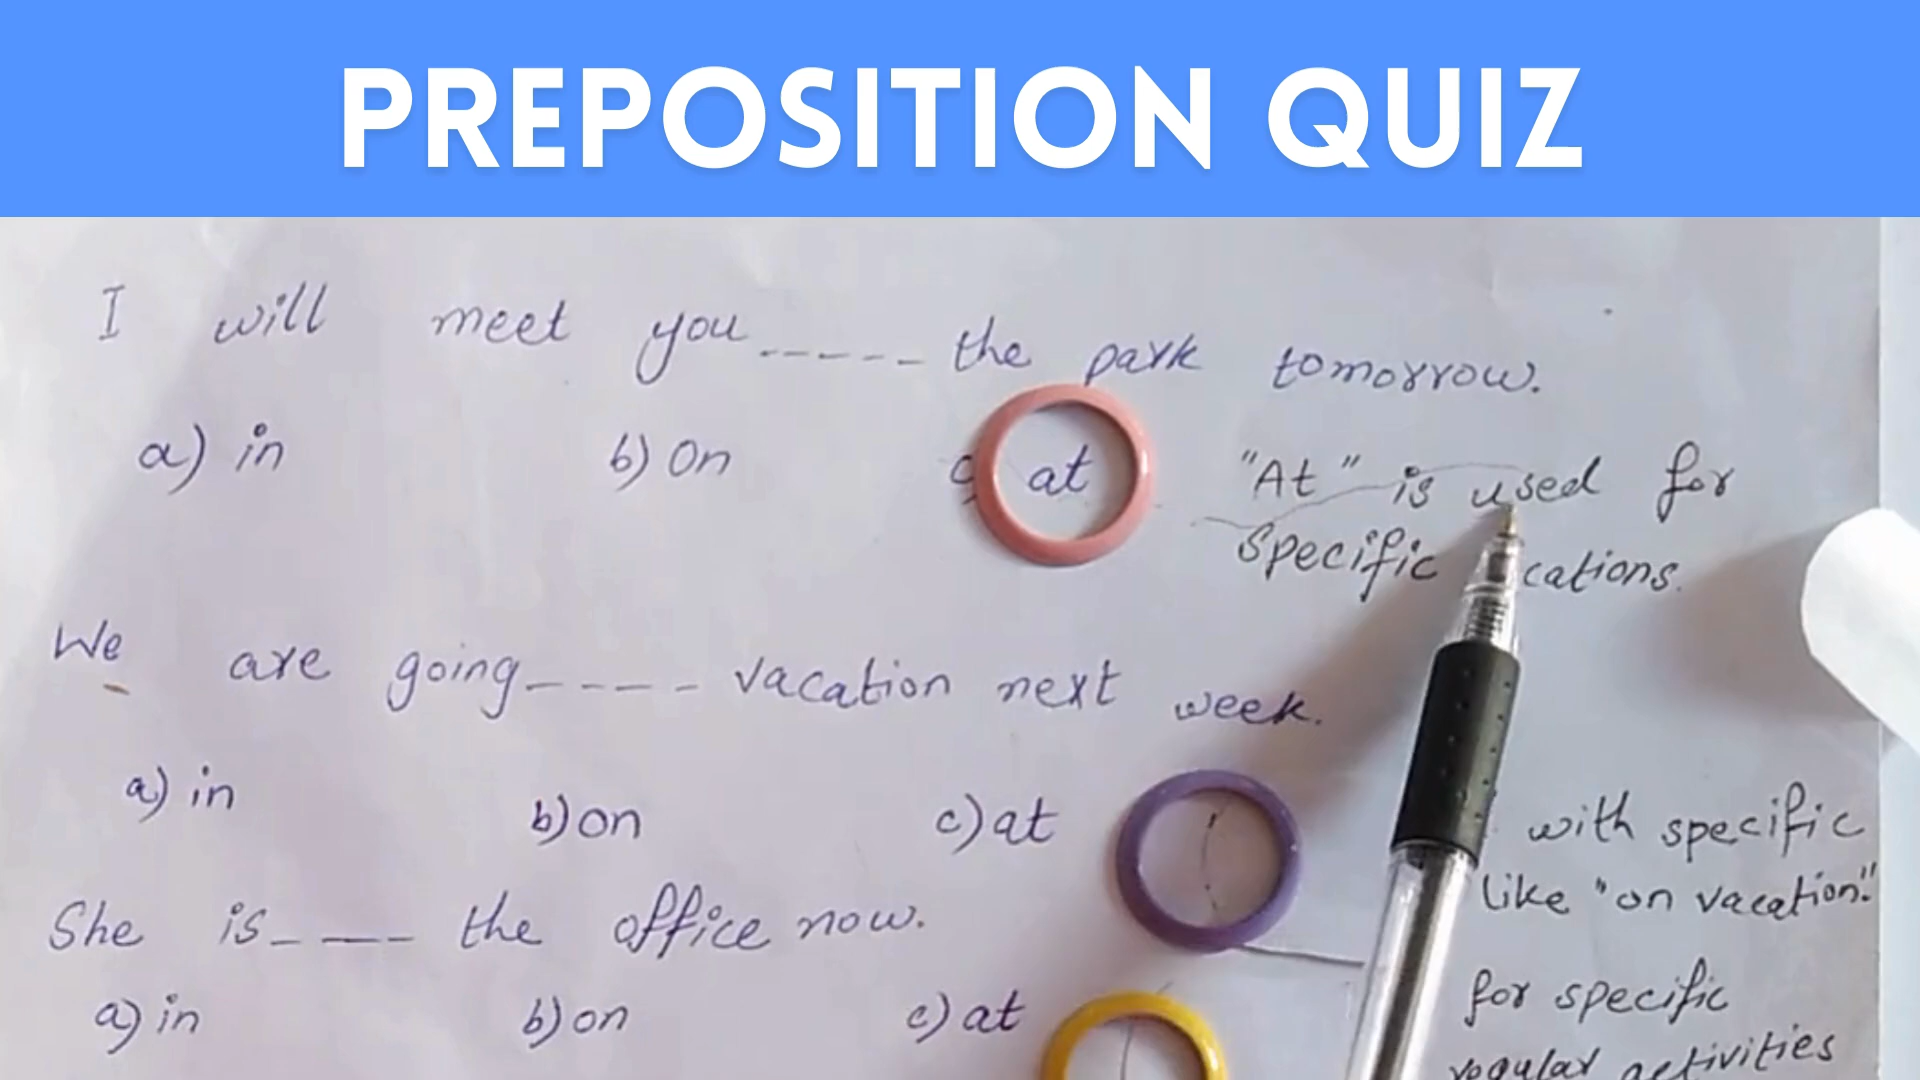 PREPOSITION QUIZ
I will meet you ----- the park tomorrow.
a) in b) On c) at
"At" is used for
specific cations.
We are going ---- vacation next week.
a) in b) on c) at
with specific
like "on vacation."
She is ---- the office now.
a) in b) on c) at
for specific
regular activities